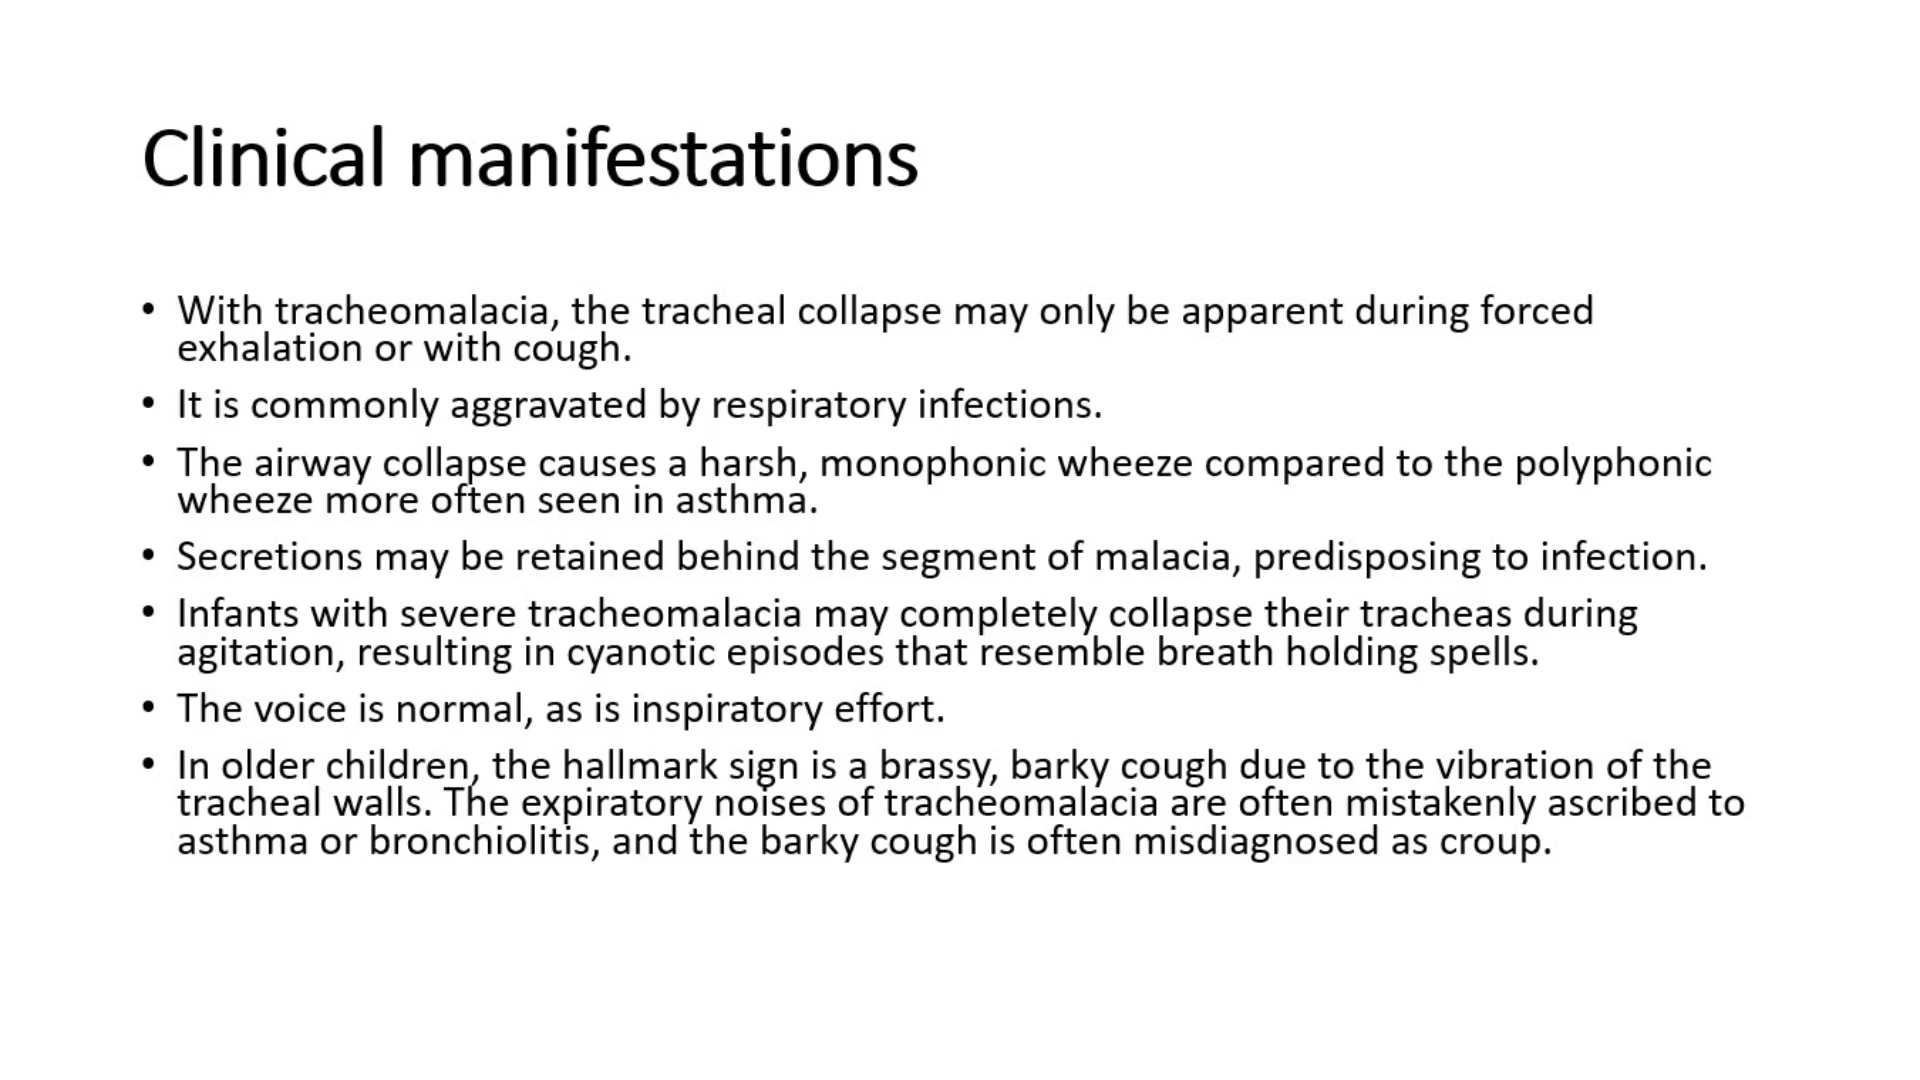 Clinical manifestations
• With tracheomalacia, the tracheal collapse may only be apparent during forced
exhalation or with cough.
• It is commonly aggravated by respiratory infections.
• The airway collapse causes a harsh, monophonic wheeze compared to the polyphonic
wheeze more often seen in asthma.
• Secretions may be retained behind the segment of malacia, predisposing to infection.
• Infants with severe tracheomalacia may completely collapse their tracheas during
agitation, resulting in cyanotic episodes that resemble breath holding spells.
• The voice is normal, as is inspiratory effort.
• In older children, the hallmark sign is a brassy, barky cough due to the vibration of the
tracheal walls. The expiratory noises of tracheomalacia are often mistakenly ascribed to
asthma or bronchiolitis, and the barky cough is often misdiagnosed as croup.